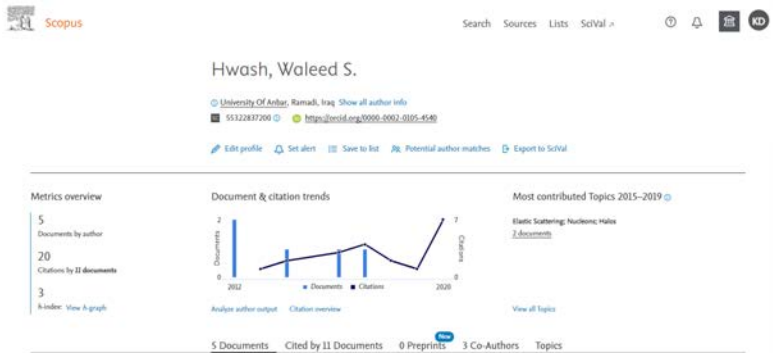 Scopus
Search Sources Lists SciVal ↗
KD
Hwash, Waleed S.
University Of Anbar, Ramadi, Iraq Show all author info
55322837200 https://orcid.org/0000-0002-0105-4540
Edit profile Set alert Save to list Potential author matches Export to SciVal
Metrics overview
5
Documents by author
20
Citations by 11 documents
3
h-index: View h-graph
Document & citation trends
2
0
Documents
7
0
Citations
2012
2020
Documents Citations
Analyze author output Citation overview
Most contributed Topics 2015–2019
Elastic Scattering; Nucleons; Halos
2 documents
View all Topics
New
5 Documents Cited by 11 Documents 0 Preprints 3 Co-Authors Topics